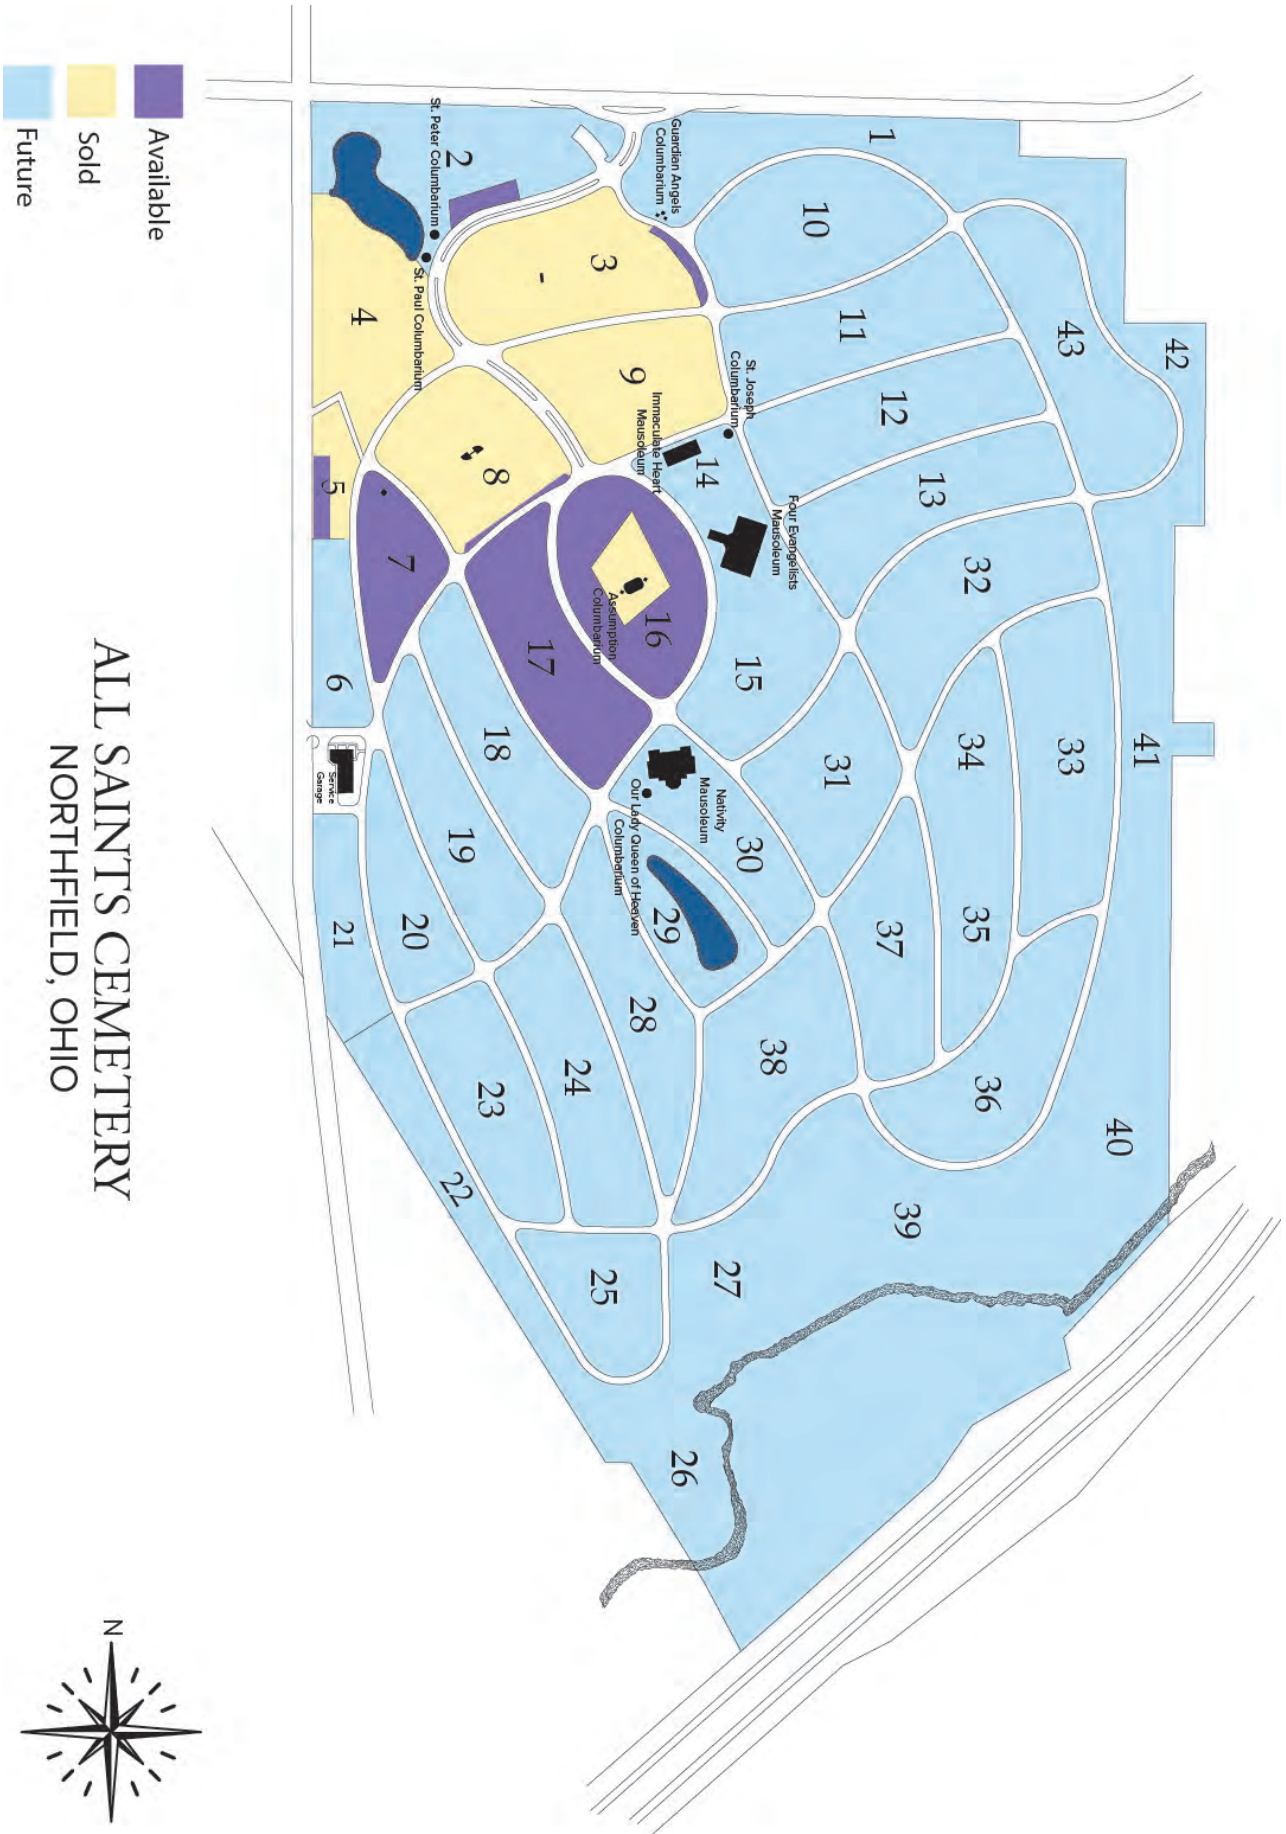 ALL SAINTS CEMETERY
NORTHFIELD, OHIO
Available
Sold
Future
N
1
2
St. Peter Columbarium
St. Paul Columbarium
Guardian Angels
Columbarium
3
4
5
6
7
8
9
10
11
12
13
14
St. Joseph
Columbarium
Immaculate Heart
Mausoleum
Four Evangelists
Mausoleum
15
16
Assumption
Columbarium
17
18
19
20
21
Service
Garage
22
23
24
25
26
27
28
29
Our Lady Queen of Heaven
Columbarium
Nativity
Mausoleum
30
31
32
33
34
35
36
37
38
39
40
41
42
43